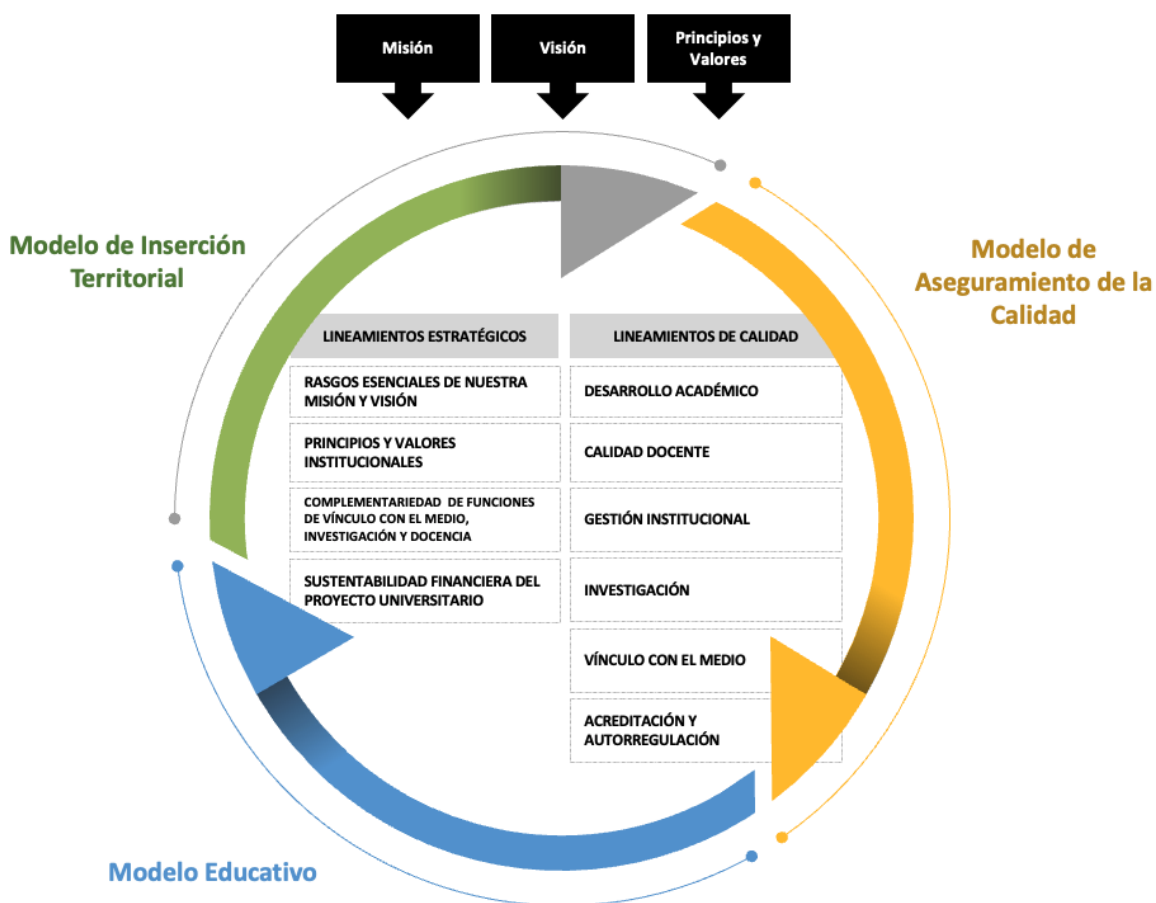 Misión
Visión
Principios y
Valores
Modelo de Inserción
Territorial
Modelo de
Aseguramiento de la
Calidad
LINEAMIENTOS ESTRATÉGICOS
RASGOS ESENCIALES DE NUESTRA
MISIÓN Y VISIÓN
PRINCIPIOS Y VALORES
INSTITUCIONALES
COMPLEMENTARIEDAD DE FUNCIONES
DE VÍNCULO CON EL MEDIO,
INVESTIGACIÓN Y DOCENCIA
SUSTENTABILIDAD FINANCIERA DEL
PROYECTO UNIVERSITARIO
LINEAMIENTOS DE CALIDAD
DESARROLLO ACADÉMICO
CALIDAD DOCENTE
GESTIÓN INSTITUCIONAL
INVESTIGACIÓN
VÍNCULO CON EL MEDIO
ACREDITACIÓN Y
AUTORREGULACIÓN
Modelo Educativo